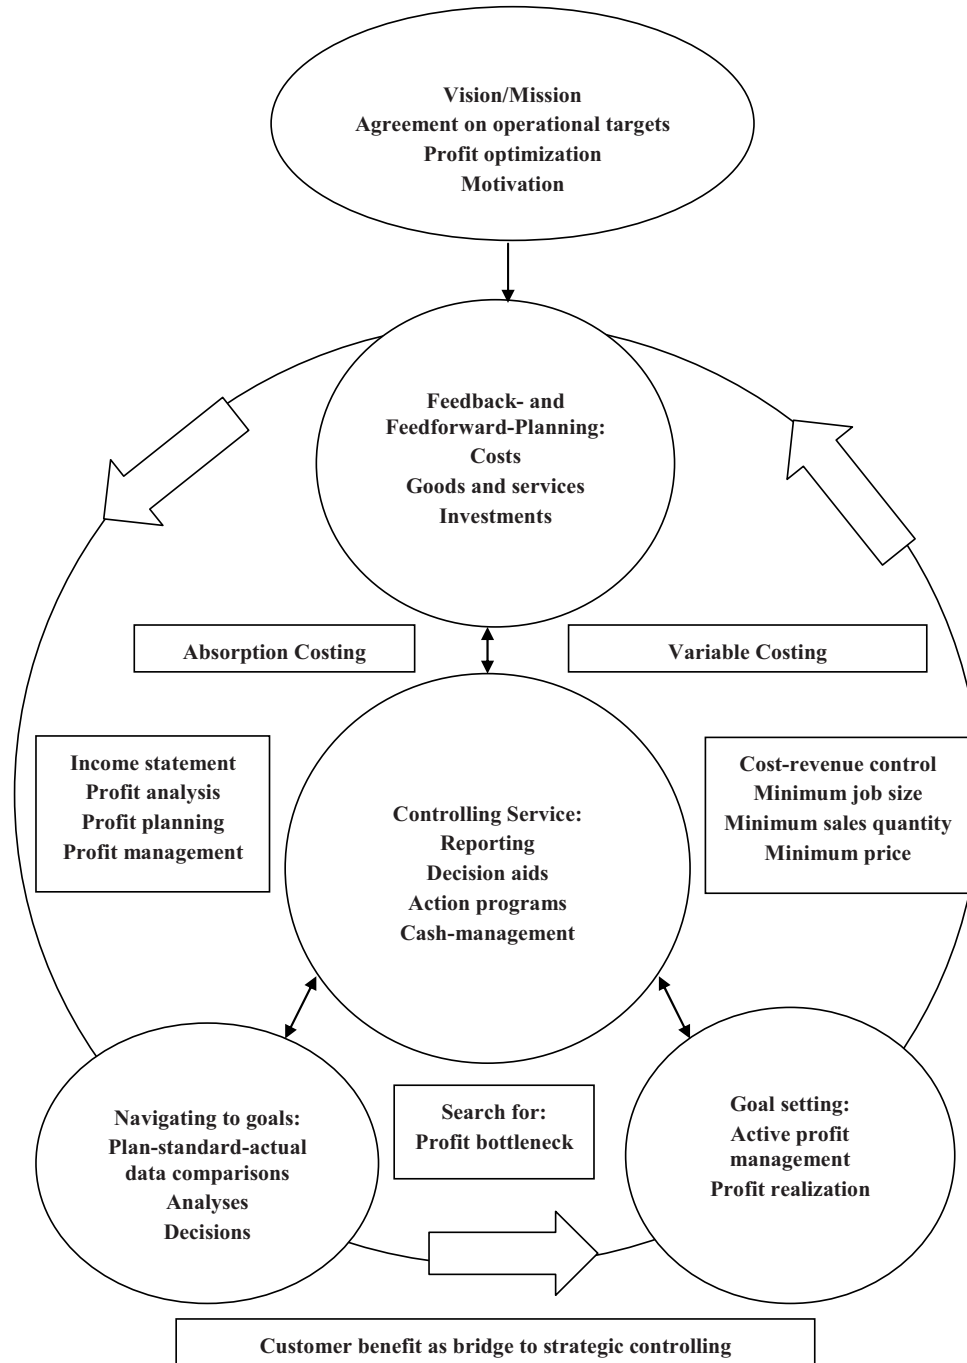 Vision/Mission
Agreement on operational targets
Profit optimization
Motivation
Feedback- and
Feedforward-Planning:
Costs
Goods and services
Investments
Absorption Costing
Variable Costing
Income statement
Profit analysis
Profit planning
Profit management
Controlling Service:
Reporting
Decision aids
Action programs
Cash-management
Cost-revenue control
Minimum job size
Minimum sales quantity
Minimum price
Navigating to goals:
Plan-standard-actual
data comparisons
Analyses
Decisions
Search for:
Profit bottleneck
Goal setting:
Active profit
management
Profit realization
Customer benefit as bridge to strategic controlling